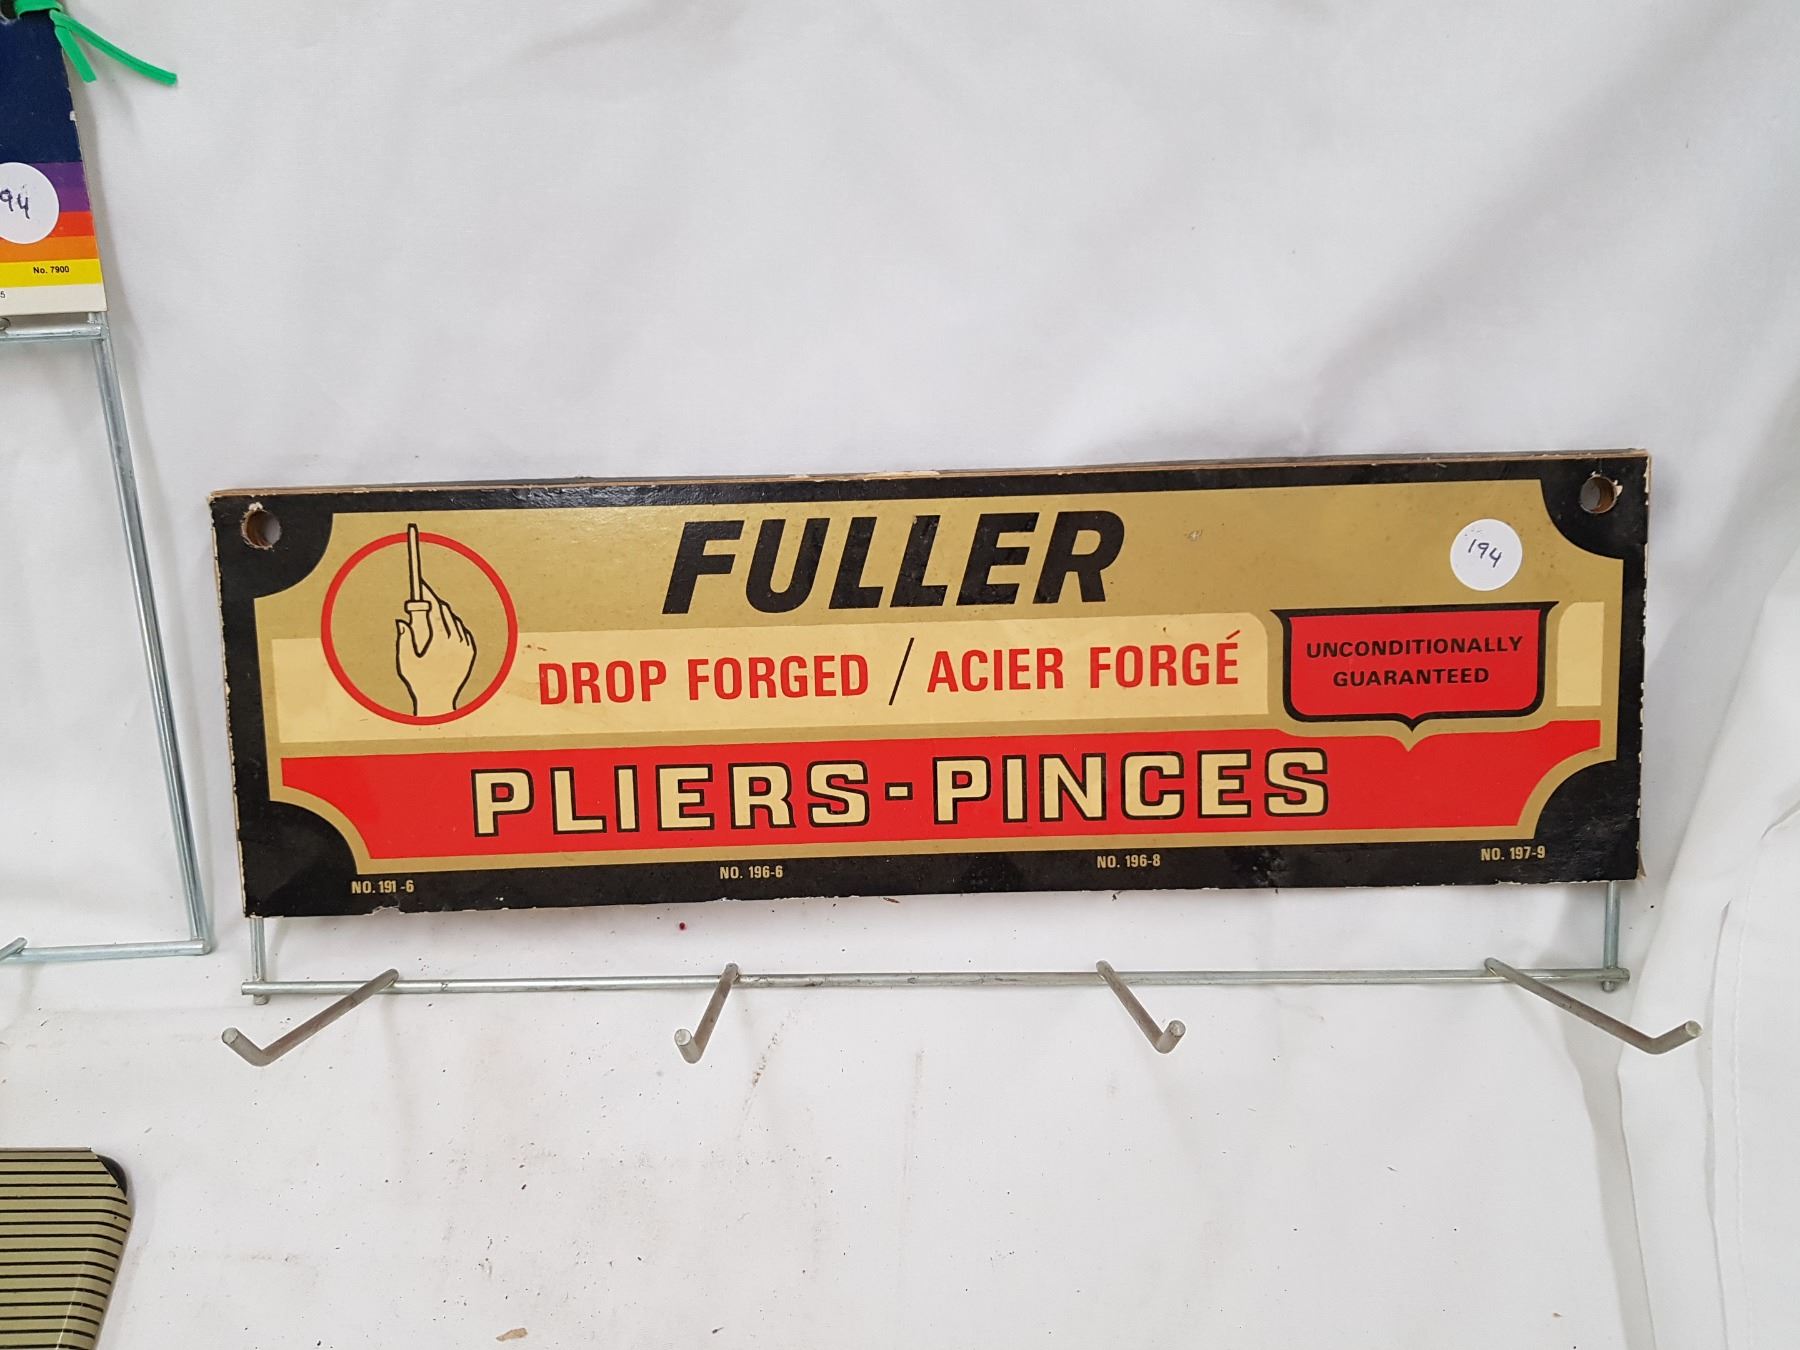 94
No. 7900
5
FULLER
194
DROP FORGED / ACIER FORGÉ
UNCONDITIONALLY
GUARANTEED
PLIERS-PINCES
NO. 191-6
NO. 196-6
NO. 196-8
NO. 197-9